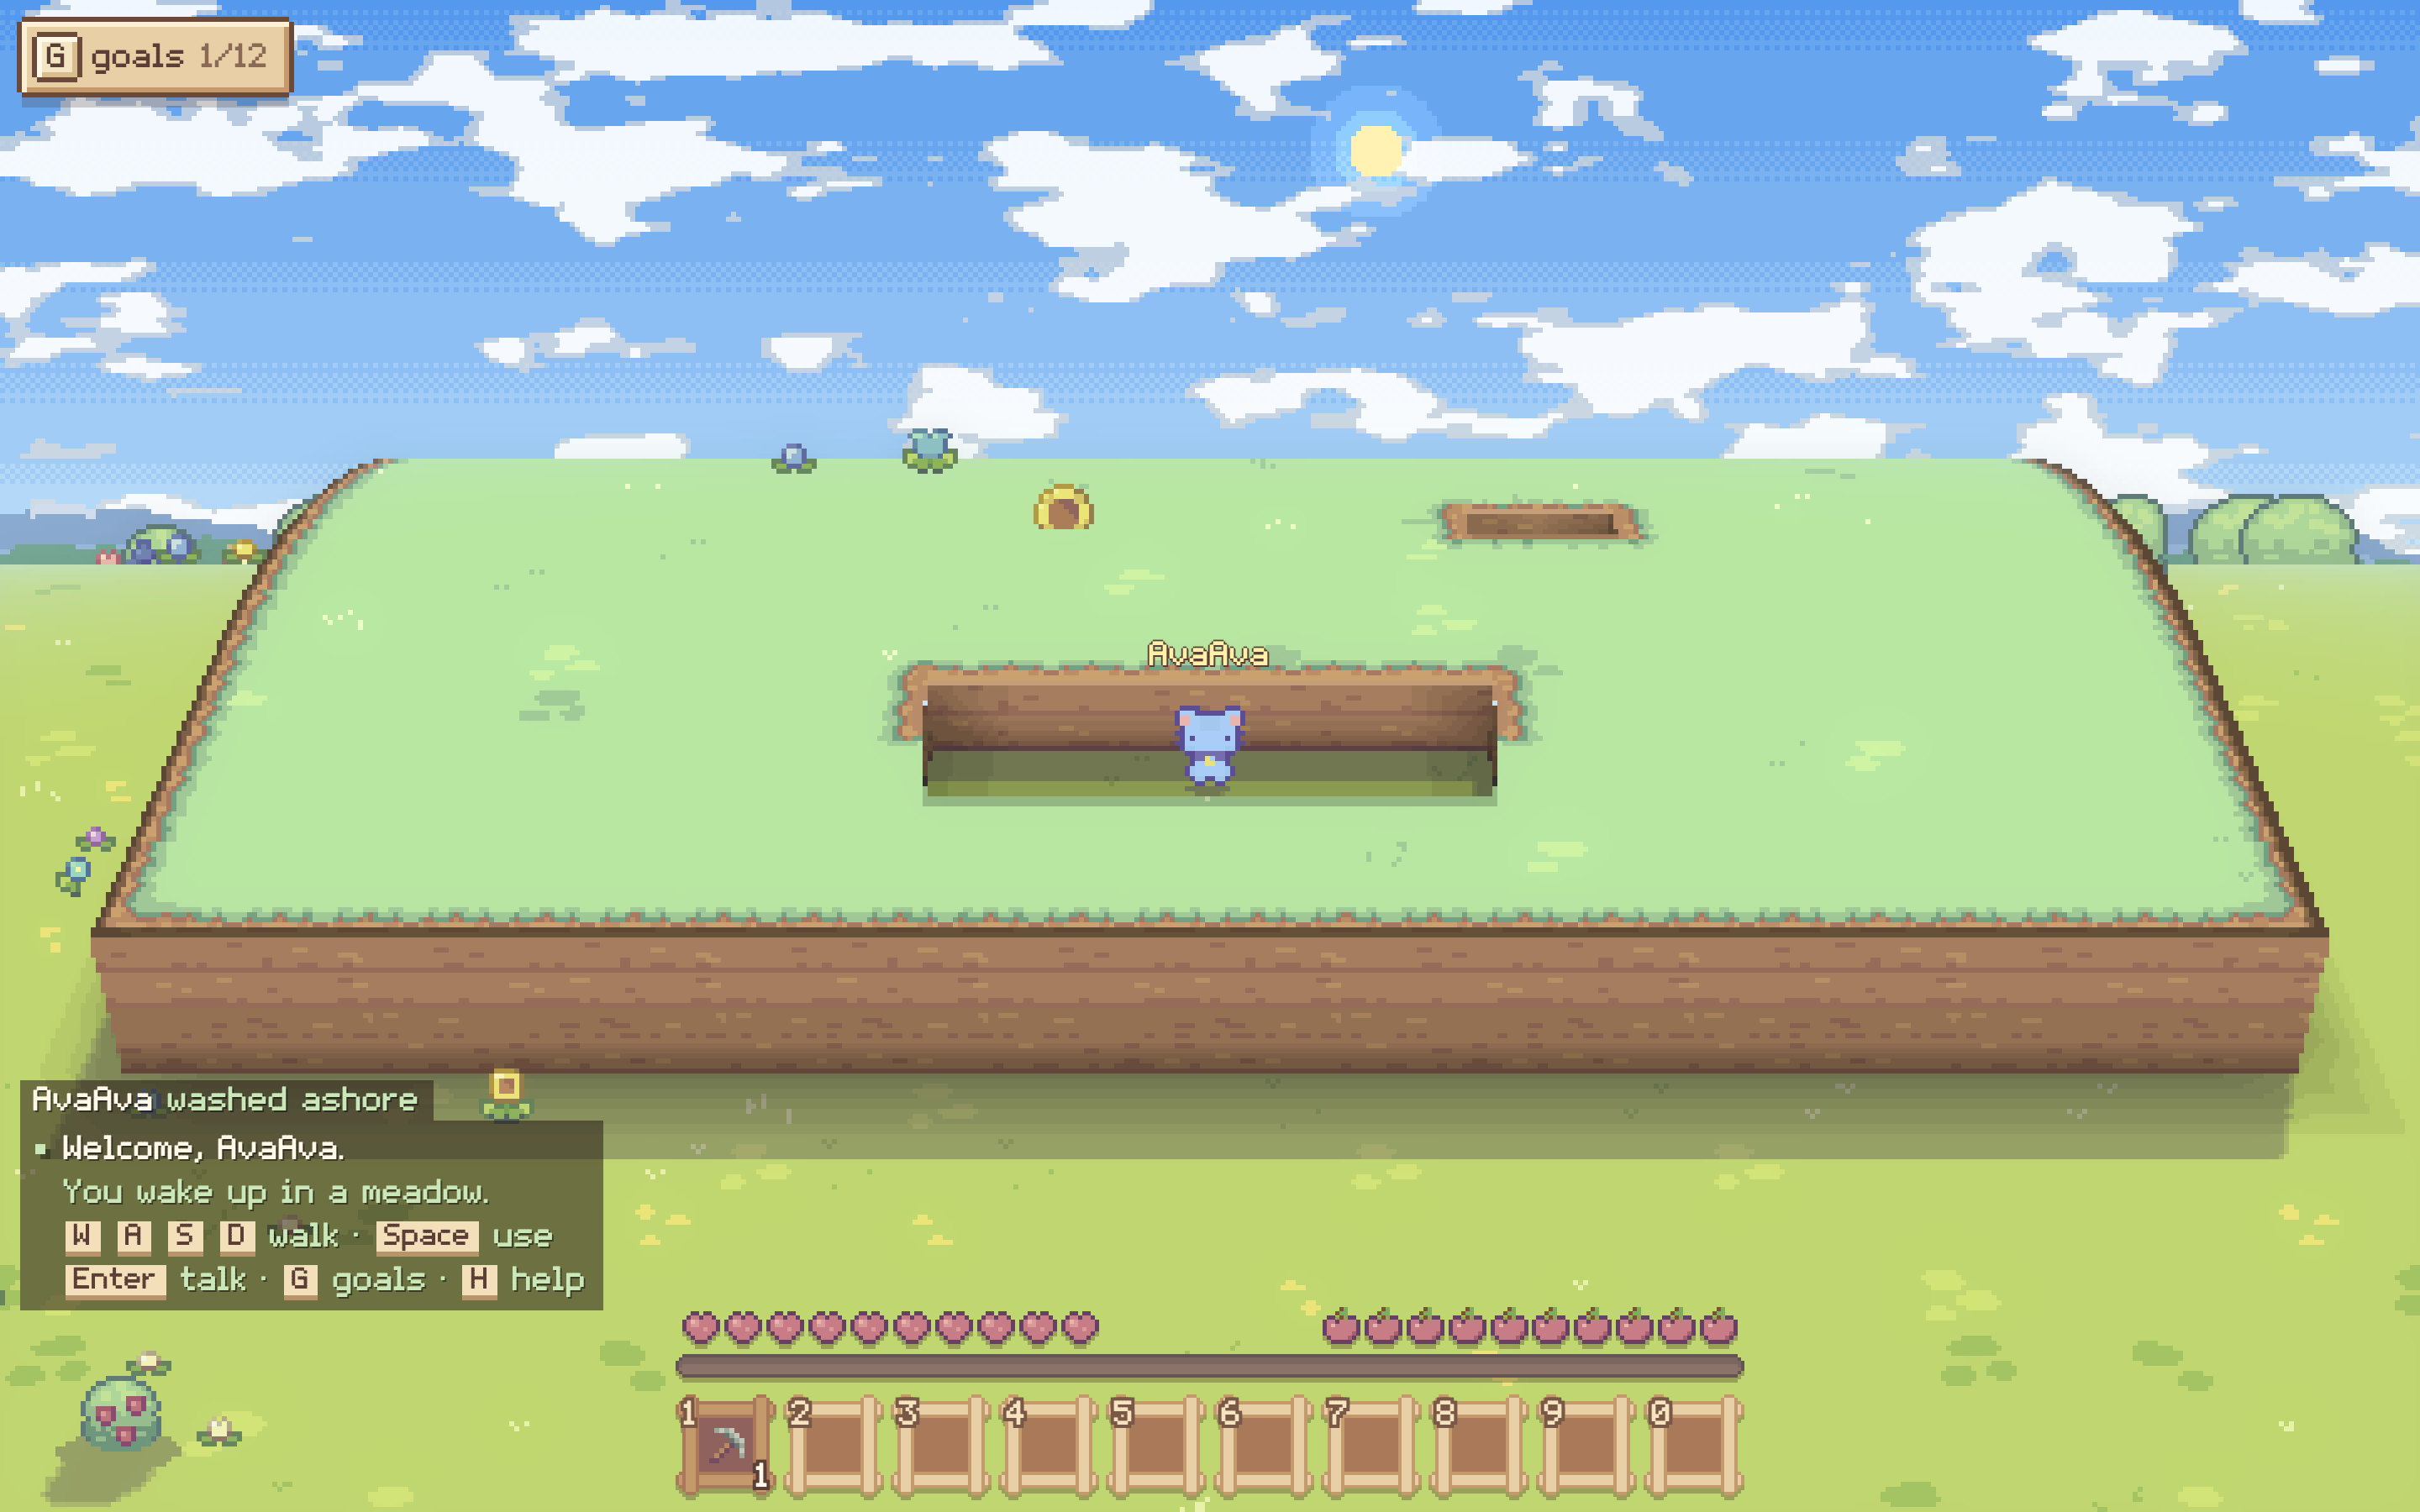 G goals 1/12
AvaAva
AvaAva washed ashore
Welcome, AvaAva.
You wake up in a meadow.
W A S D walk · Space use
Enter talk · G goals · H help
1 2 3 4 5 6 7 8 9 0
1